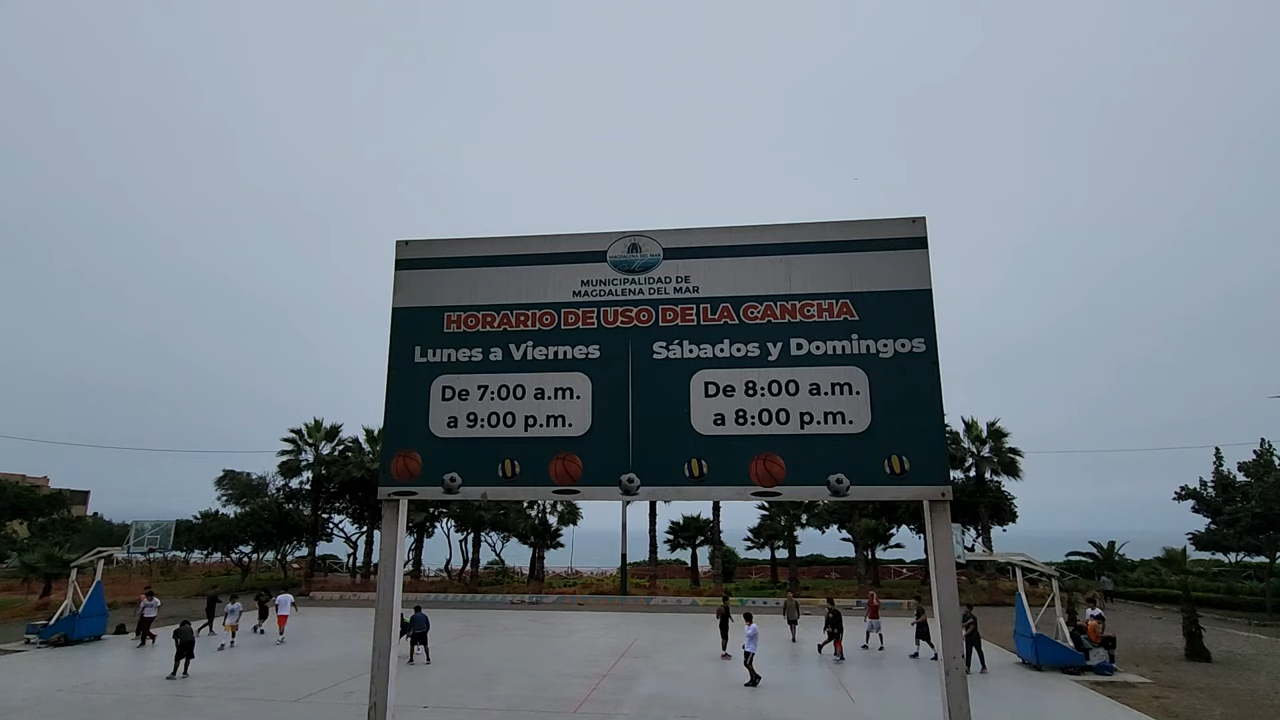 MAGDALENA DEL MAR
MUNICIPALIDAD DE
MAGDALENA DEL MAR
HORARIO DE USO DE LA CANCHA
Lunes a Viernes
De 7:00 a.m.
a 9:00 p.m.
Sábados y Domingos
De 8:00 a.m.
a 8:00 p.m.